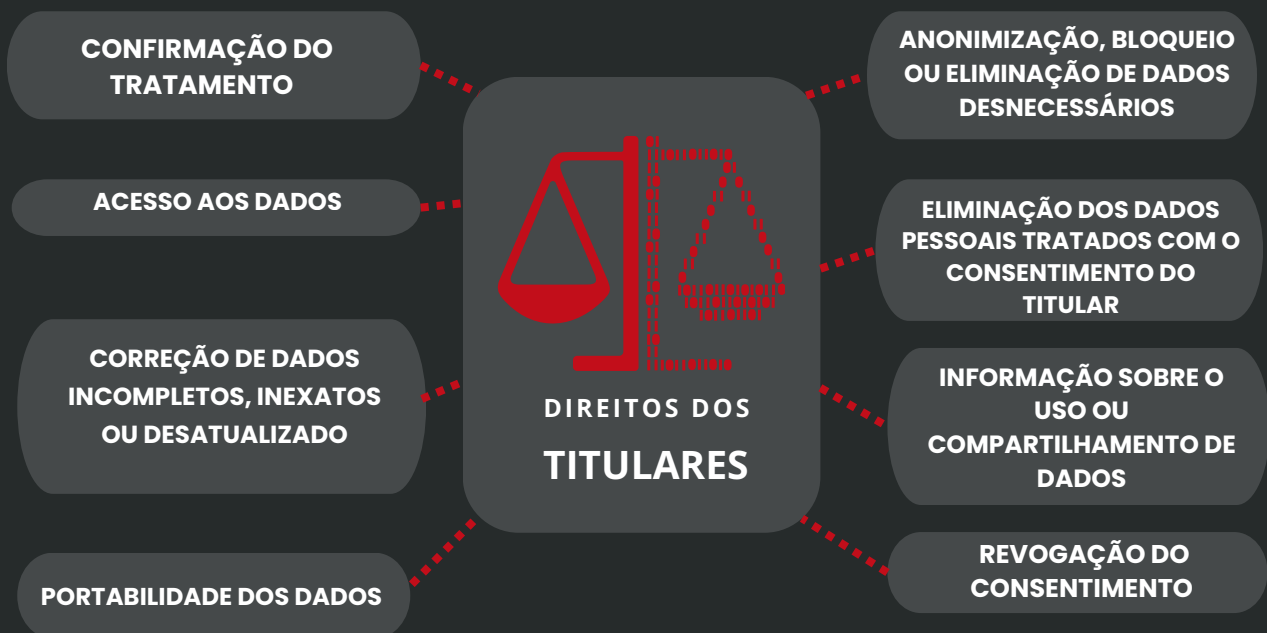 CONFIRMAÇÃO DO
TRATAMENTO
ACESSO AOS DADOS
CORREÇÃO DE DADOS
INCOMPLETOS, INEXATOS
OU DESATUALIZADO
PORTABILIDADE DOS DADOS
DIREITOS DOS
TITULARES
ANONIMIZAÇÃO, BLOQUEIO
OU ELIMINAÇÃO DE DADOS
DESNECESSÁRIOS
ELIMINAÇÃO DOS DADOS
PESSOAIS TRATADOS COM O
CONSENTIMENTO DO
TITULAR
INFORMAÇÃO SOBRE O
USO OU
COMPARTILHAMENTO DE
DADOS
REVOGAÇÃO DO
CONSENTIMENTO